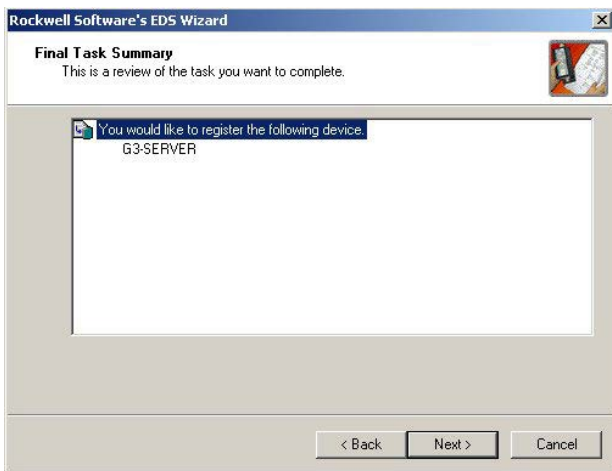 Rockwell Software's EDS Wizard
Final Task Summary
This is a review of the task you want to complete.
You would like to register the following device.
G3-SERVER
< Back
Next >
Cancel